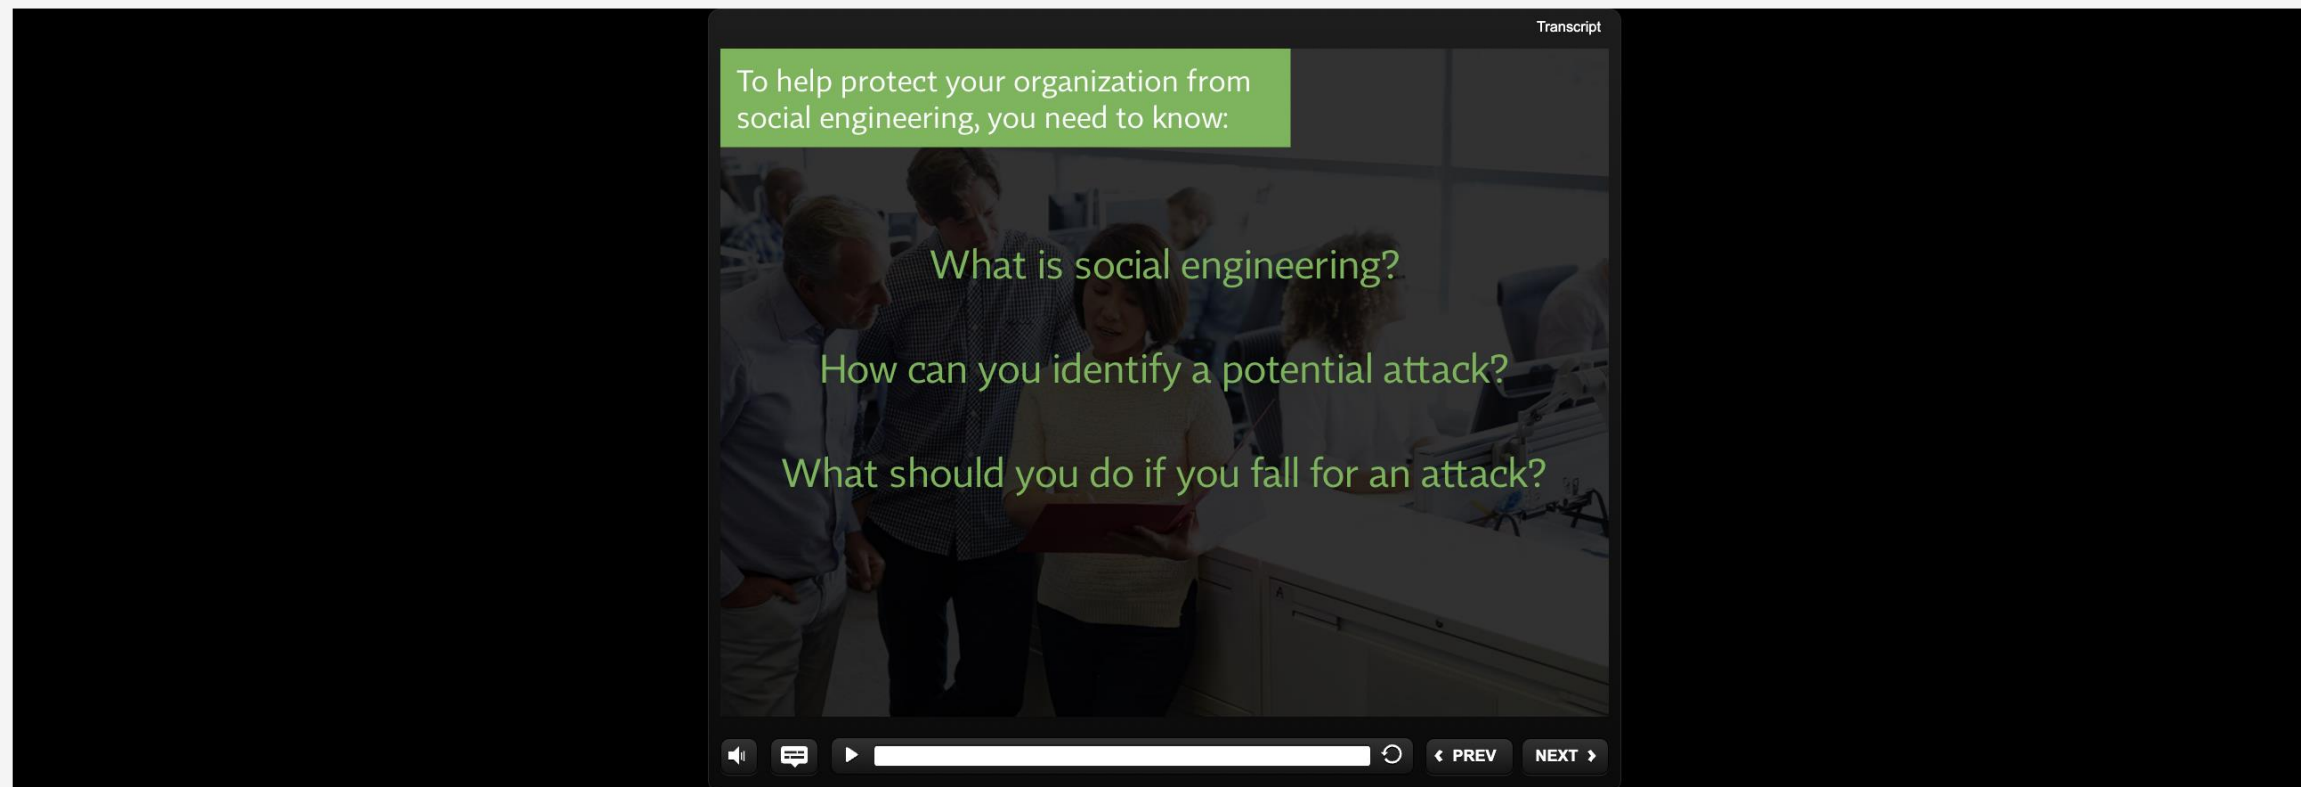 Transcript
To help protect your organization from
social engineering, you need to know:
What is social engineering?
How can you identify a potential attack?
What should you do if you fall for an attack?
A
PREV
NEXT